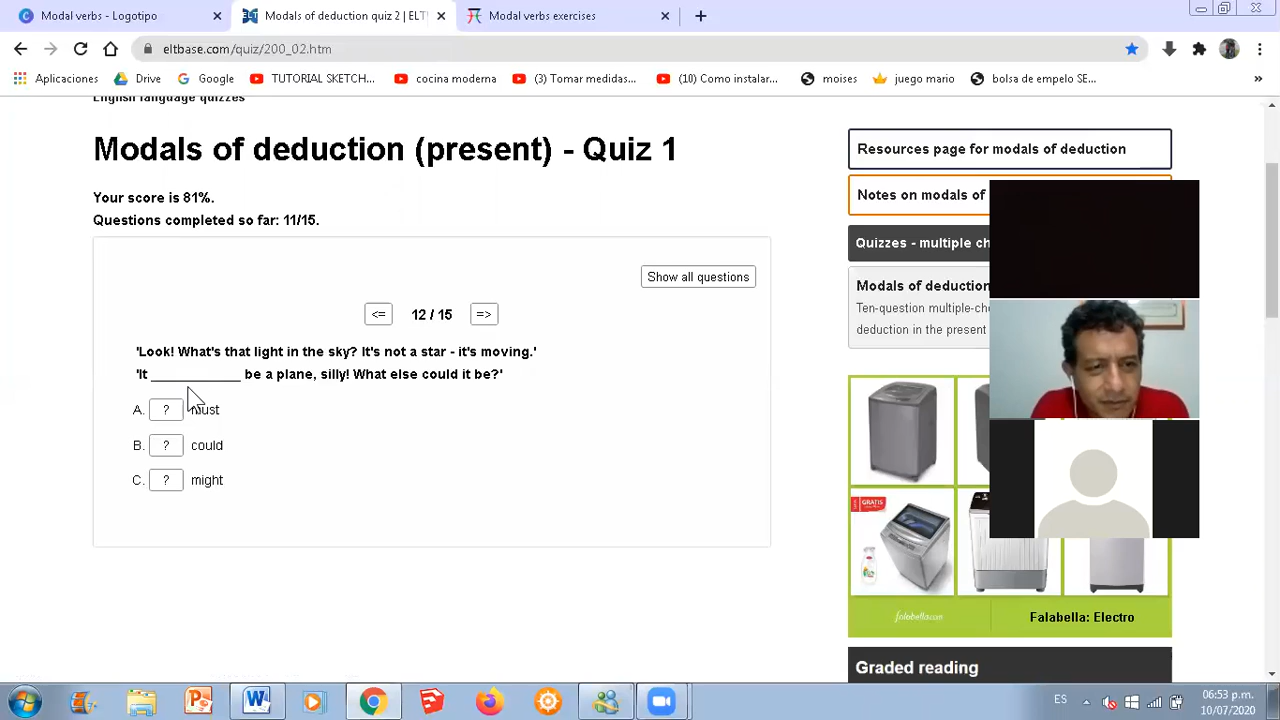 Modal verbs - Logotipo
Modals of deduction quiz 2 | ELT
Modal verbs exercises
eltbase.com/quiz/200_02.htm
Aplicaciones
Drive
Google
TUTORIAL SKETCH...
cocina moderna
(3) Tomar medidas...
(10) Como instalar...
moises
juego mario
bolsa de empelo SE...
»
English language quizzes
Modals of deduction (present) - Quiz 1
Your score is 81%.
Questions completed so far: 11/15.
Show all questions
<=
12 / 15
=>
'Look! What's that light in the sky? It's not a star - it's moving.'
'It ____________ be a plane, silly! What else could it be?'
A. ? must
B. ? could
C. ? might
Resources page for modals of deduction
Notes on modals of
Quizzes - multiple ch
Modals of deduction
Ten-question multiple-cho
deduction in the present
GRATIS
falabella.com
Falabella: Electro
Graded reading
ES
06:53 p.m.
10/07/2020